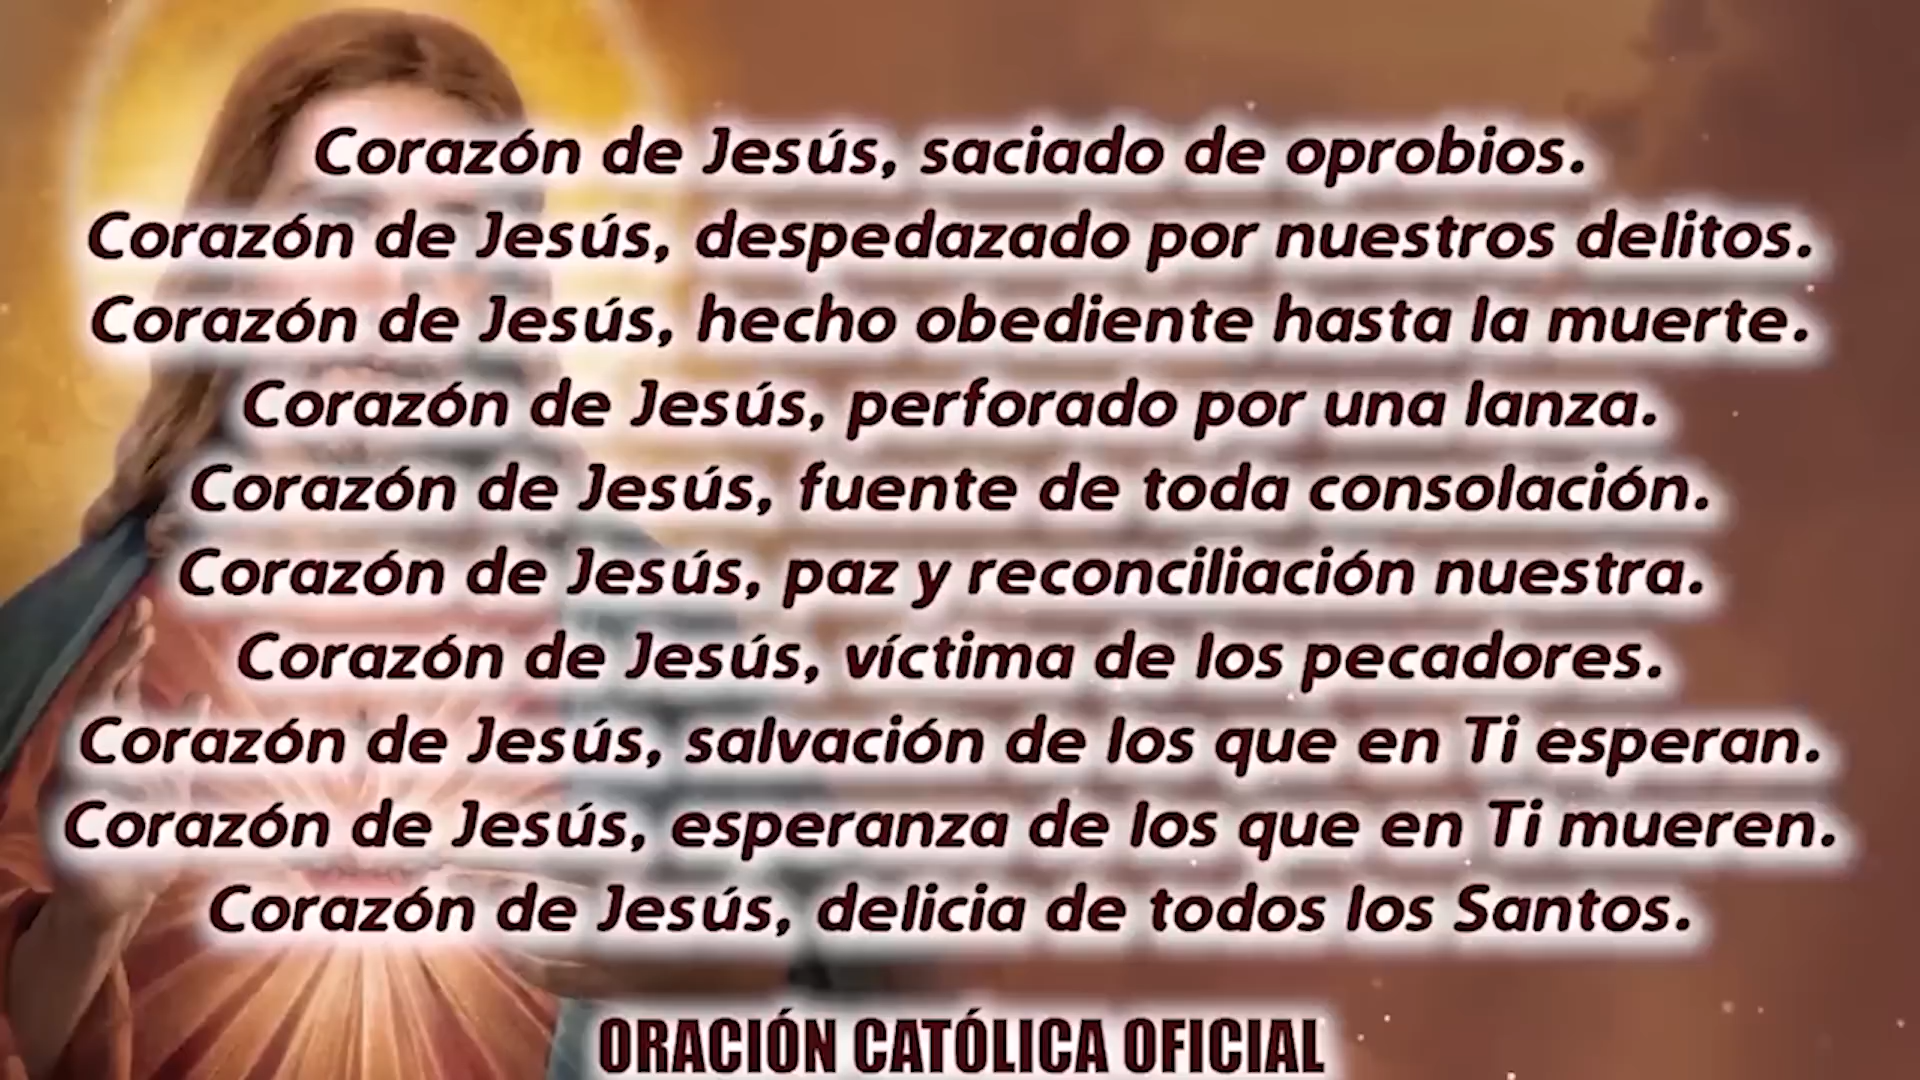 Corazón de Jesús, saciado de oprobios.
Corazón de Jesús, despedazado por nuestros delitos.
Corazón de Jesús, hecho obediente hasta la muerte.
Corazón de Jesús, perforado por una lanza.
Corazón de Jesús, fuente de toda consolación.
Corazón de Jesús, paz y reconciliación nuestra.
Corazón de Jesús, víctima de los pecadores.
Corazón de Jesús, salvación de los que en Ti esperan.
Corazón de Jesús, esperanza de los que en Ti mueren.
Corazón de Jesús, delicia de todos los Santos.
ORACIÓN CATÓLICA OFICIAL